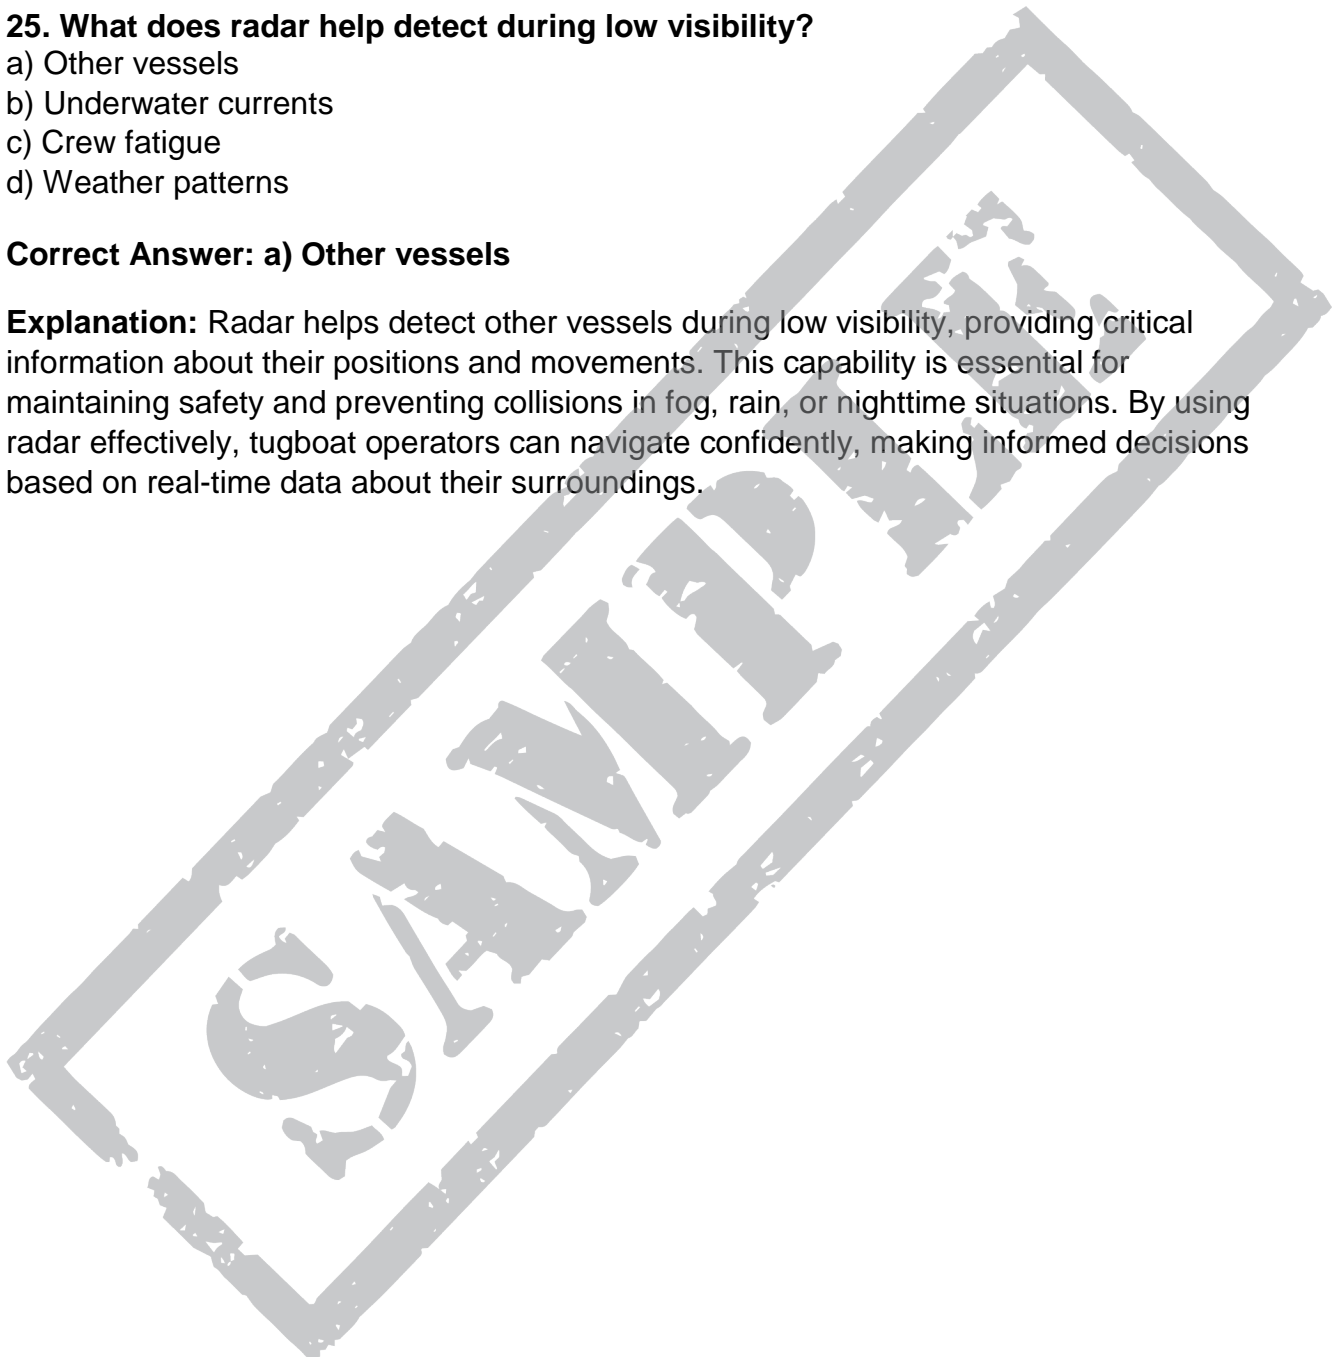 25. What does radar help detect during low visibility?
a) Other vessels
b) Underwater currents
c) Crew fatigue
d) Weather patterns
Correct Answer: a) Other vessels
Explanation: Radar helps detect other vessels during low visibility, providing critical
information about their positions and movements. This capability is essential for
maintaining safety and preventing collisions in fog, rain, or nighttime situations. By using
radar effectively, tugboat operators can navigate confidently, making informed decisions
based on real-time data about their surroundings.
SAMPLE